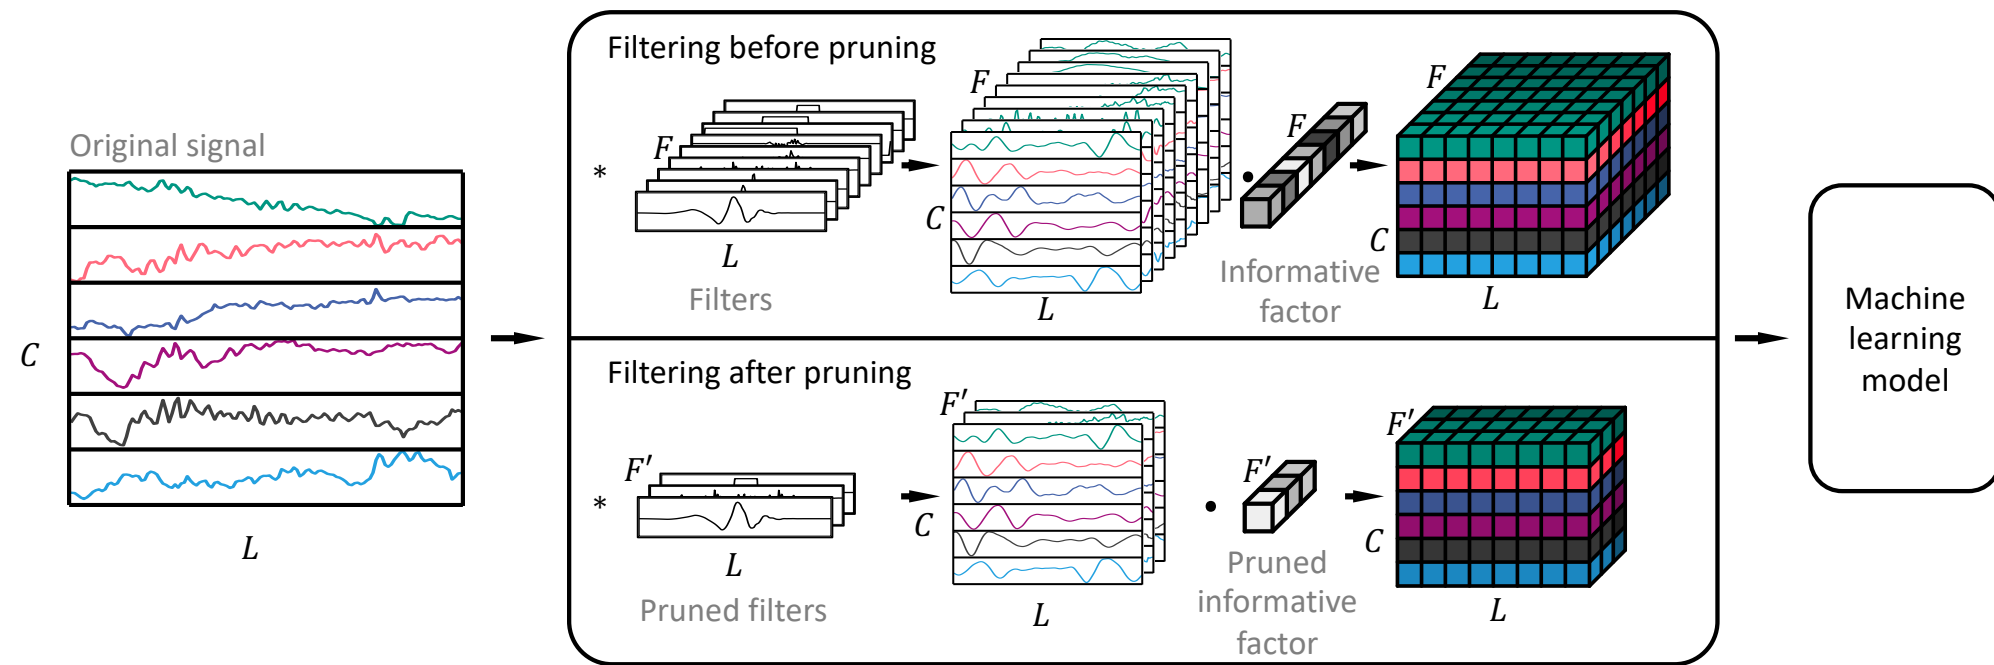 Original signal
C
L
Filtering before pruning
*
F
L
Filters
F
C
L
F
Informative
factor
F
C
L
Filtering after pruning
*
F′
L
Pruned filters
F′
C
L
F′
Pruned
informative
factor
F′
C
L
Machine
learning
model